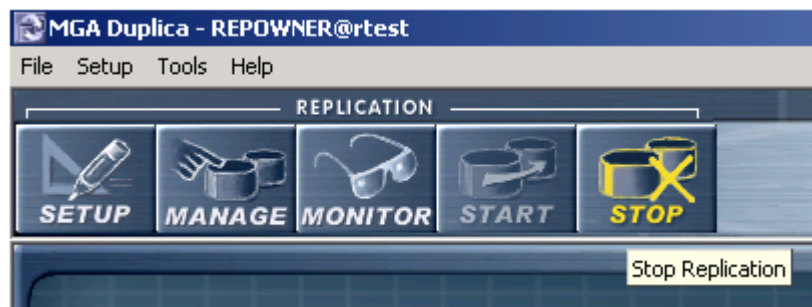 MGA Duplica - REPOWNER@rtest
File Setup Tools Help
REPLICATION
SETUP MANAGE MONITOR START STOP
Stop Replication